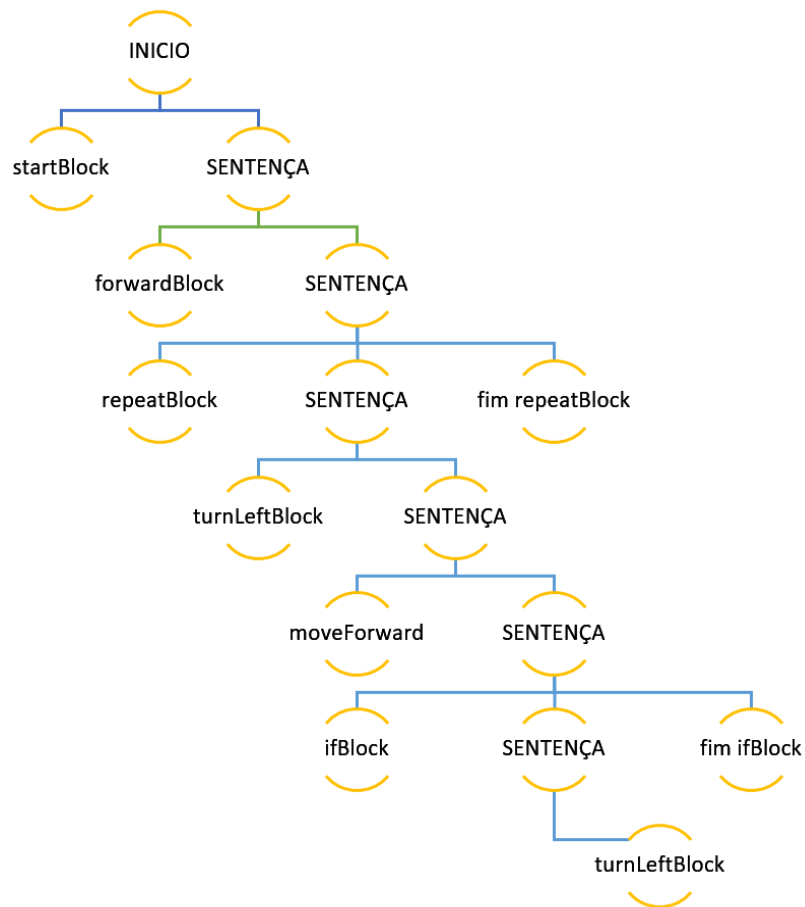 INICIO
startBlock
SENTENÇA
forwardBlock
SENTENÇA
repeatBlock
SENTENÇA
fim repeatBlock
turnLeftBlock
SENTENÇA
moveForward
SENTENÇA
ifBlock
SENTENÇA
fim ifBlock
turnLeftBlock